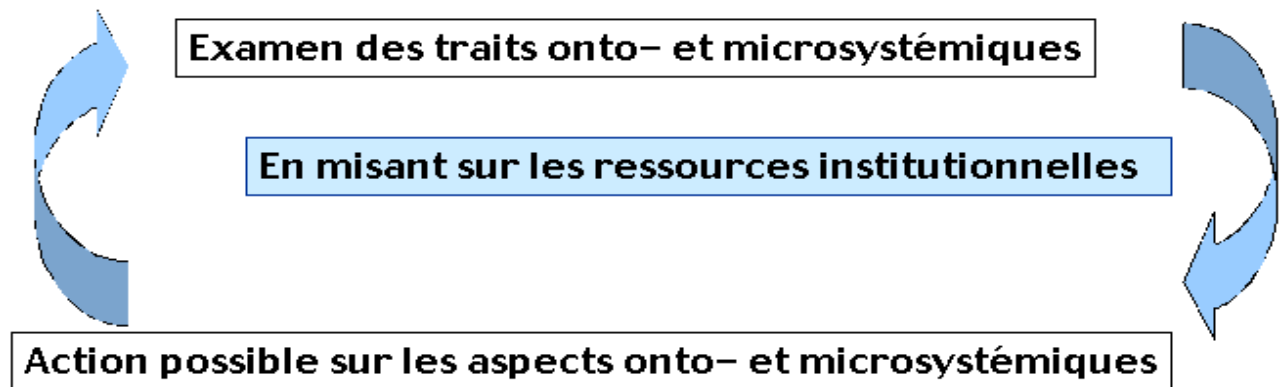 Examen des traits onto- et microsystémiques
En misant sur les ressources institutionnelles
Action possible sur les aspects onto- et microsystémiques